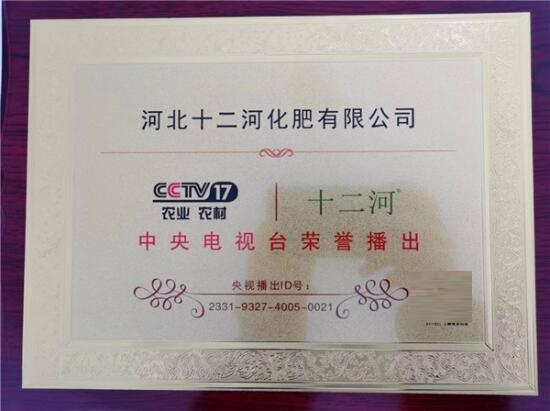 河北十二河化肥有限公司
CCTV 17 十二河®
农业 农村
中央电视台荣誉播出
央视播出ID号：
2331-9327-4005-0021